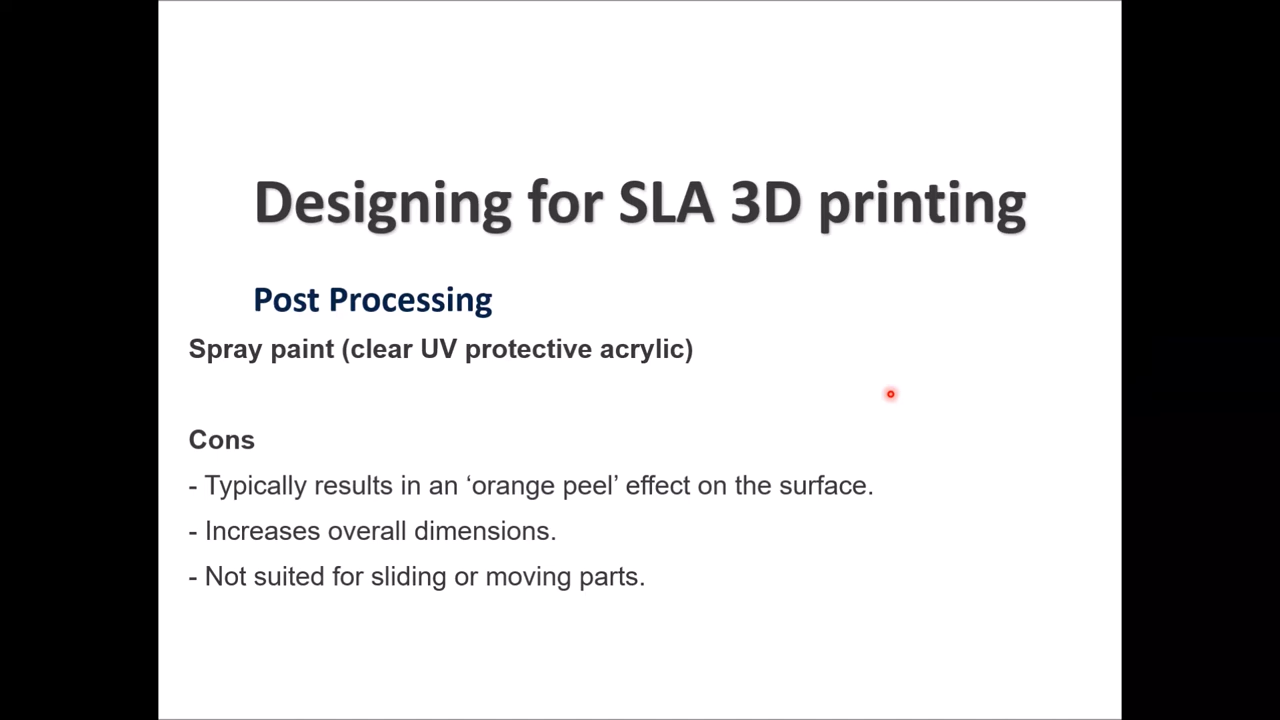 Designing for SLA 3D printing
Post Processing
Spray paint (clear UV protective acrylic)
Cons
- Typically results in an ‘orange peel’ effect on the surface.
- Increases overall dimensions.
- Not suited for sliding or moving parts.